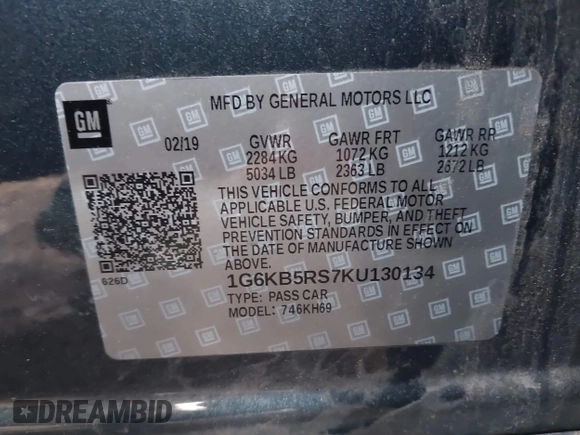 GM
MFD BY GENERAL MOTORS LLC
02/19 GVWR GAWR FRT GAWR RR
2284 KG 1072 KG 1212 KG
5034 LB 2363 LB 2672 LB
THIS VEHICLE CONFORMS TO ALL
APPLICABLE U.S. FEDERAL MOTOR
VEHICLE SAFETY, BUMPER, AND THEFT
PREVENTION STANDARDS IN EFFECT ON
THE DATE OF MANUFACTURE SHOWN
ABOVE.
626D
1G6KB5RS7KU130134
TYPE: PASS CAR
MODEL: 746KH69
DREAMBID